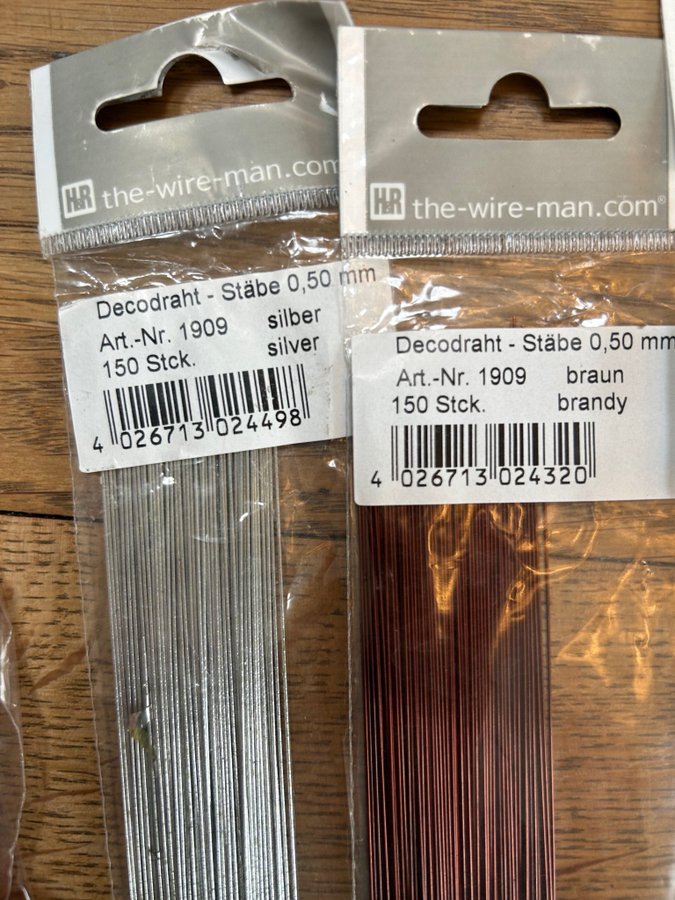 H&R the-wire-man.com
Decodraht - Stäbe 0,50 mm
Art.-Nr. 1909 silber
150 Stck. silver
4 026713 024498
H&R the-wire-man.com®
Decodraht - Stäbe 0,50 mm
Art.-Nr. 1909 braun
150 Stck. brandy
4 026713 024320